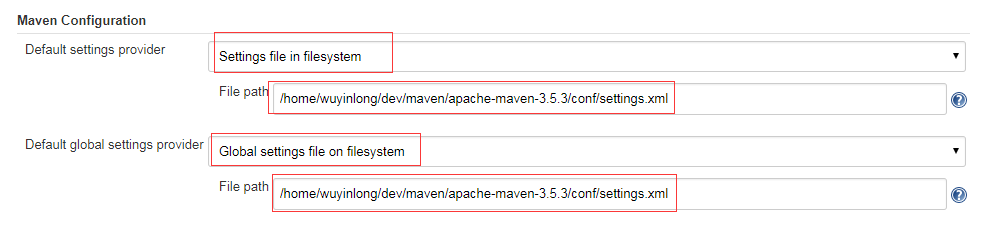 Maven Configuration
Default settings provider Settings file in filesystem
File path /home/wuyinlong/dev/maven/apache-maven-3.5.3/conf/settings.xml
Default global settings provider Global settings file on filesystem
File path /home/wuyinlong/dev/maven/apache-maven-3.5.3/conf/settings.xml